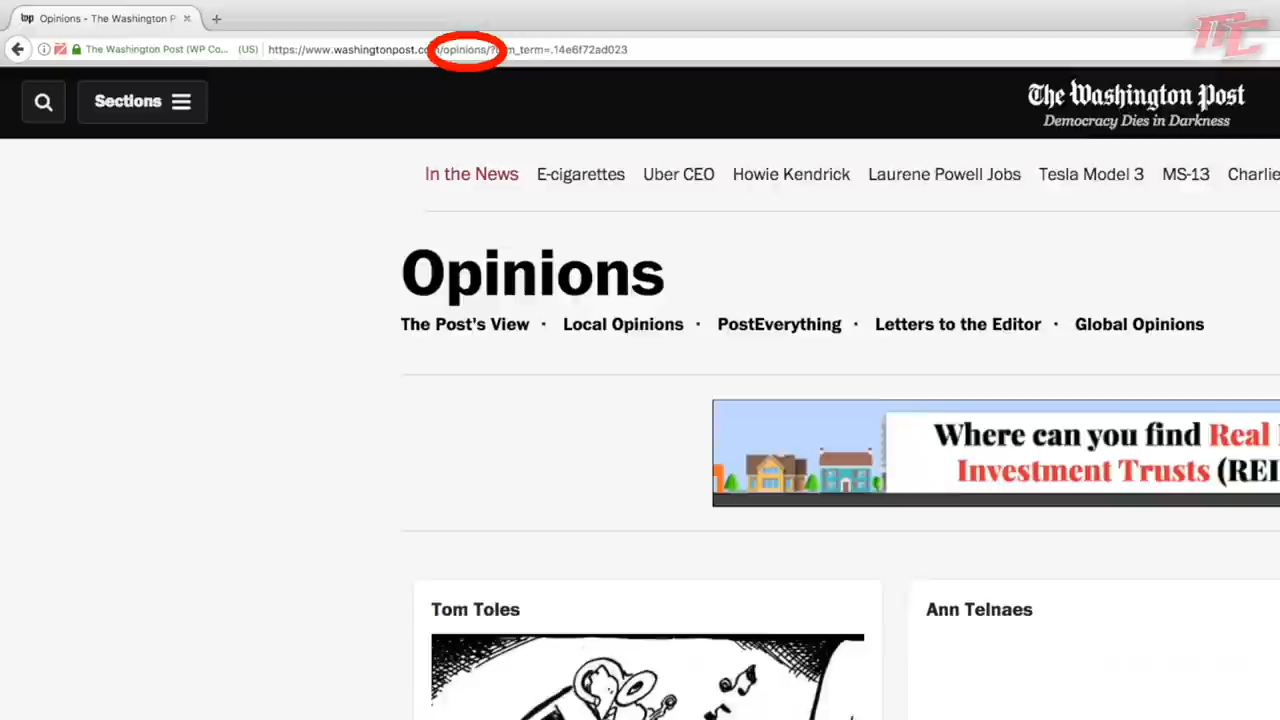 Opinions - The Washington P
The Washington Post (WP Co... (US) https://www.washingtonpost.co /opinions/? m_term=.14e6f72ad023
Sections
The Washington Post
Democracy Dies in Darkness
In the News E-cigarettes Uber CEO Howie Kendrick Laurene Powell Jobs Tesla Model 3 MS-13 Charlie
Opinions
The Post's View · Local Opinions · PostEverything · Letters to the Editor · Global Opinions
Where can you find Real
Investment Trusts (REI
Tom Toles
Ann Telnaes